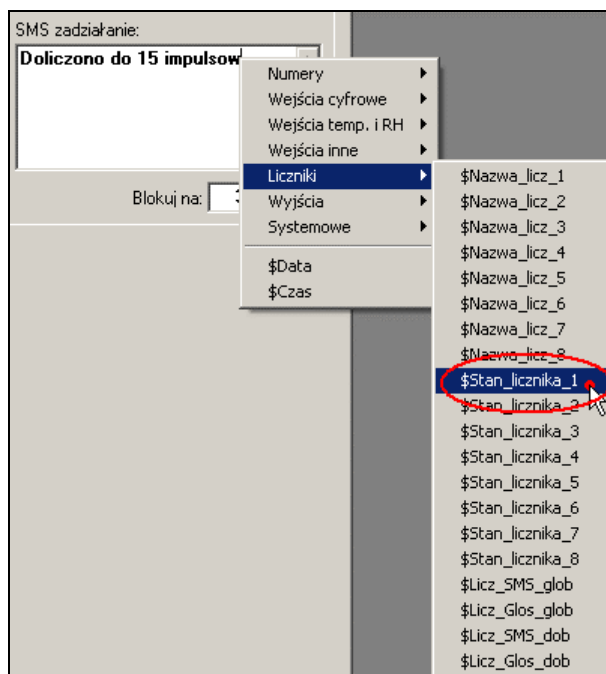 SMS zadziałanie:
Doliczono do 15 impulsow
Blokuj na:
Numery
Wejścia cyfrowe
Wejścia temp. i RH
Wejścia inne
Liczniki
Wyjścia
Systemowe
$Data
$Czas
$Nazwa_licz_1
$Nazwa_licz_2
$Nazwa_licz_3
$Nazwa_licz_4
$Nazwa_licz_5
$Nazwa_licz_6
$Nazwa_licz_7
$Nazwa_licz_8
$Stan_licznika_1
$Stan_licznika_2
$Stan_licznika_3
$Stan_licznika_4
$Stan_licznika_5
$Stan_licznika_6
$Stan_licznika_7
$Stan_licznika_8
$Licz_SMS_glob
$Licz_Glos_glob
$Licz_SMS_dob
$Licz_Glos_dob